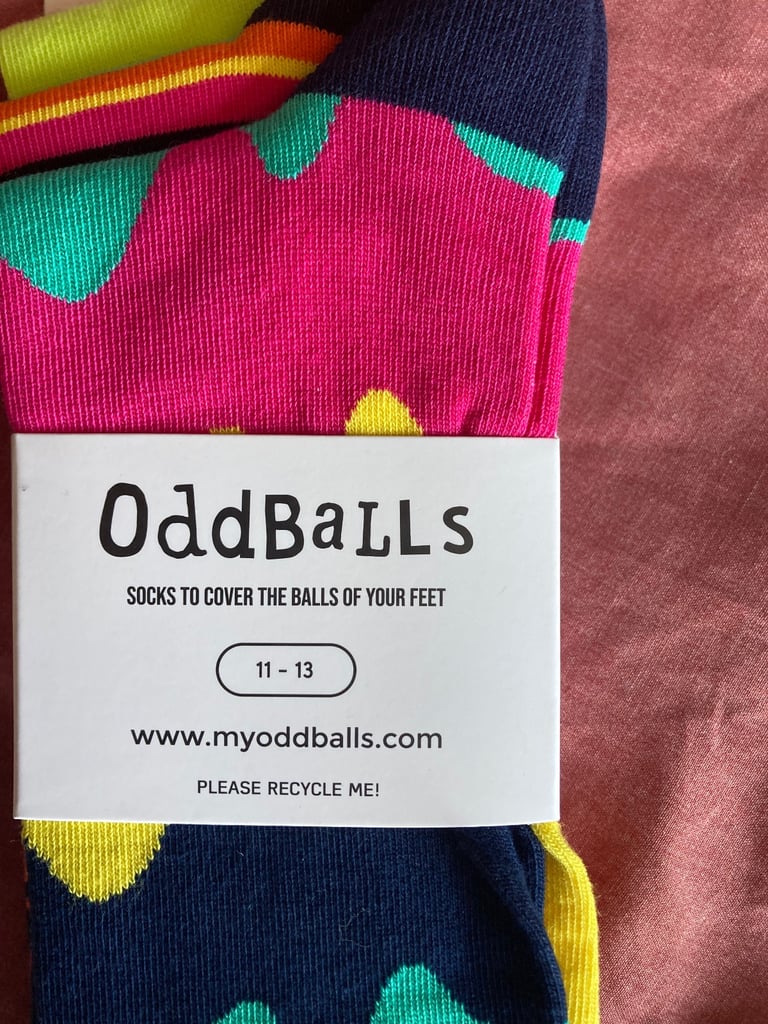 OddBaLLs
SOCKS TO COVER THE BALLS OF YOUR FEET
11 - 13
www.myoddballs.com
PLEASE RECYCLE ME!